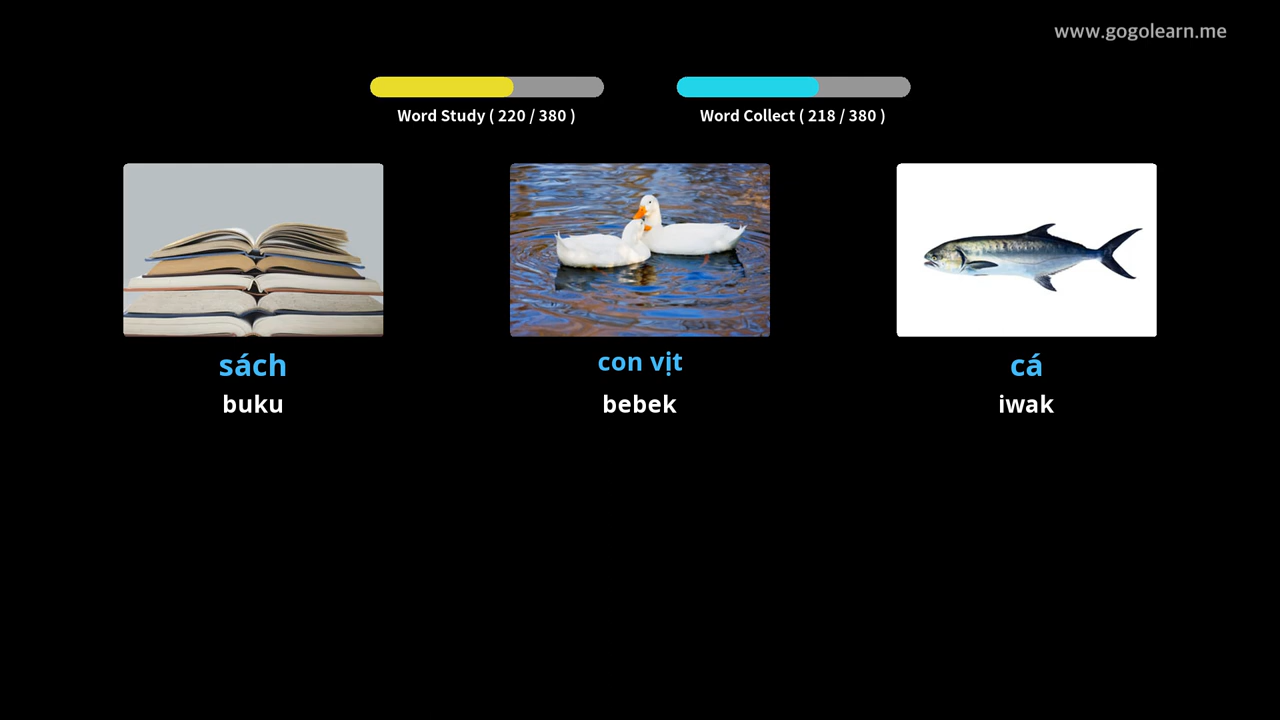 www.gogolearn.me
Word Study ( 220 / 380 )
Word Collect ( 218 / 380 )
sách
buku
con vịt
bebek
cá
iwak